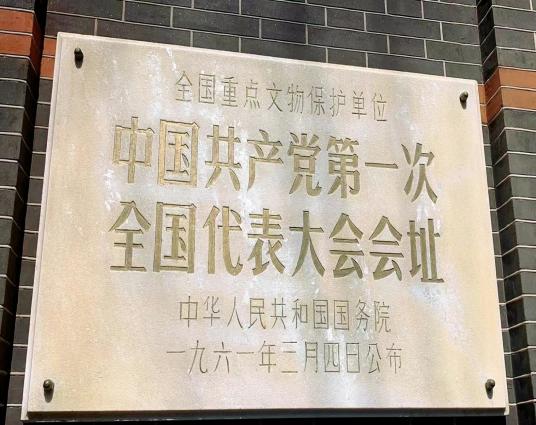 全国重点文物保护单位
中国共产党第一次
全国代表大会会址
中华人民共和国国务院
一九六一年三月四日公布